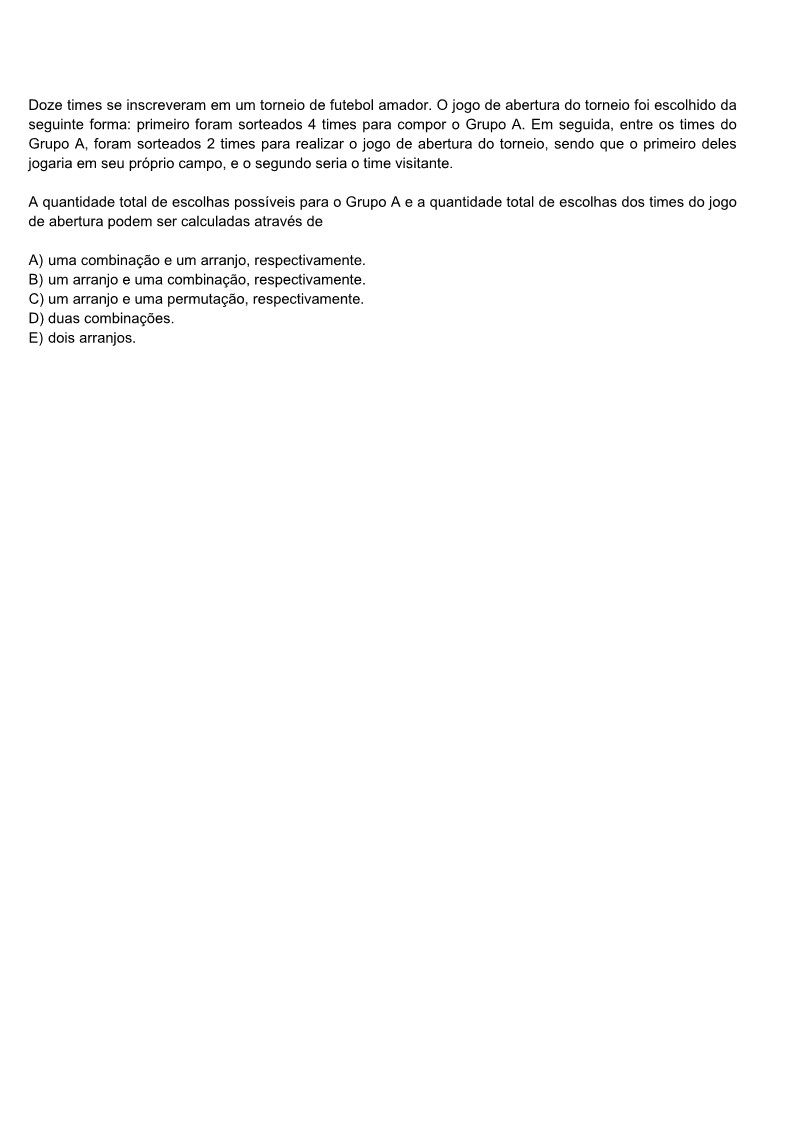 Doze times se inscreveram em um torneio de futebol amador. O jogo de abertura do torneio foi escolhido da
seguinte forma: primeiro foram sorteados 4 times para compor o Grupo A. Em seguida, entre os times do
Grupo A, foram sorteados 2 times para realizar o jogo de abertura do torneio, sendo que o primeiro deles
jogaria em seu próprio campo, e o segundo seria o time visitante.
A quantidade total de escolhas possíveis para o Grupo A e a quantidade total de escolhas dos times do jogo
de abertura podem ser calculadas através de
A) uma combinação e um arranjo, respectivamente.
B) um arranjo e uma combinação, respectivamente.
C) um arranjo e uma permutação, respectivamente.
D) duas combinações.
E) dois arranjos.